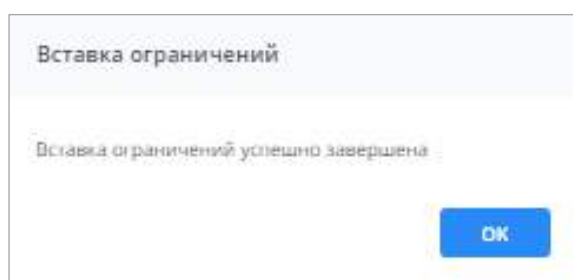 Вставка ограничений
Вставка ограничений успешно завершена
ОК